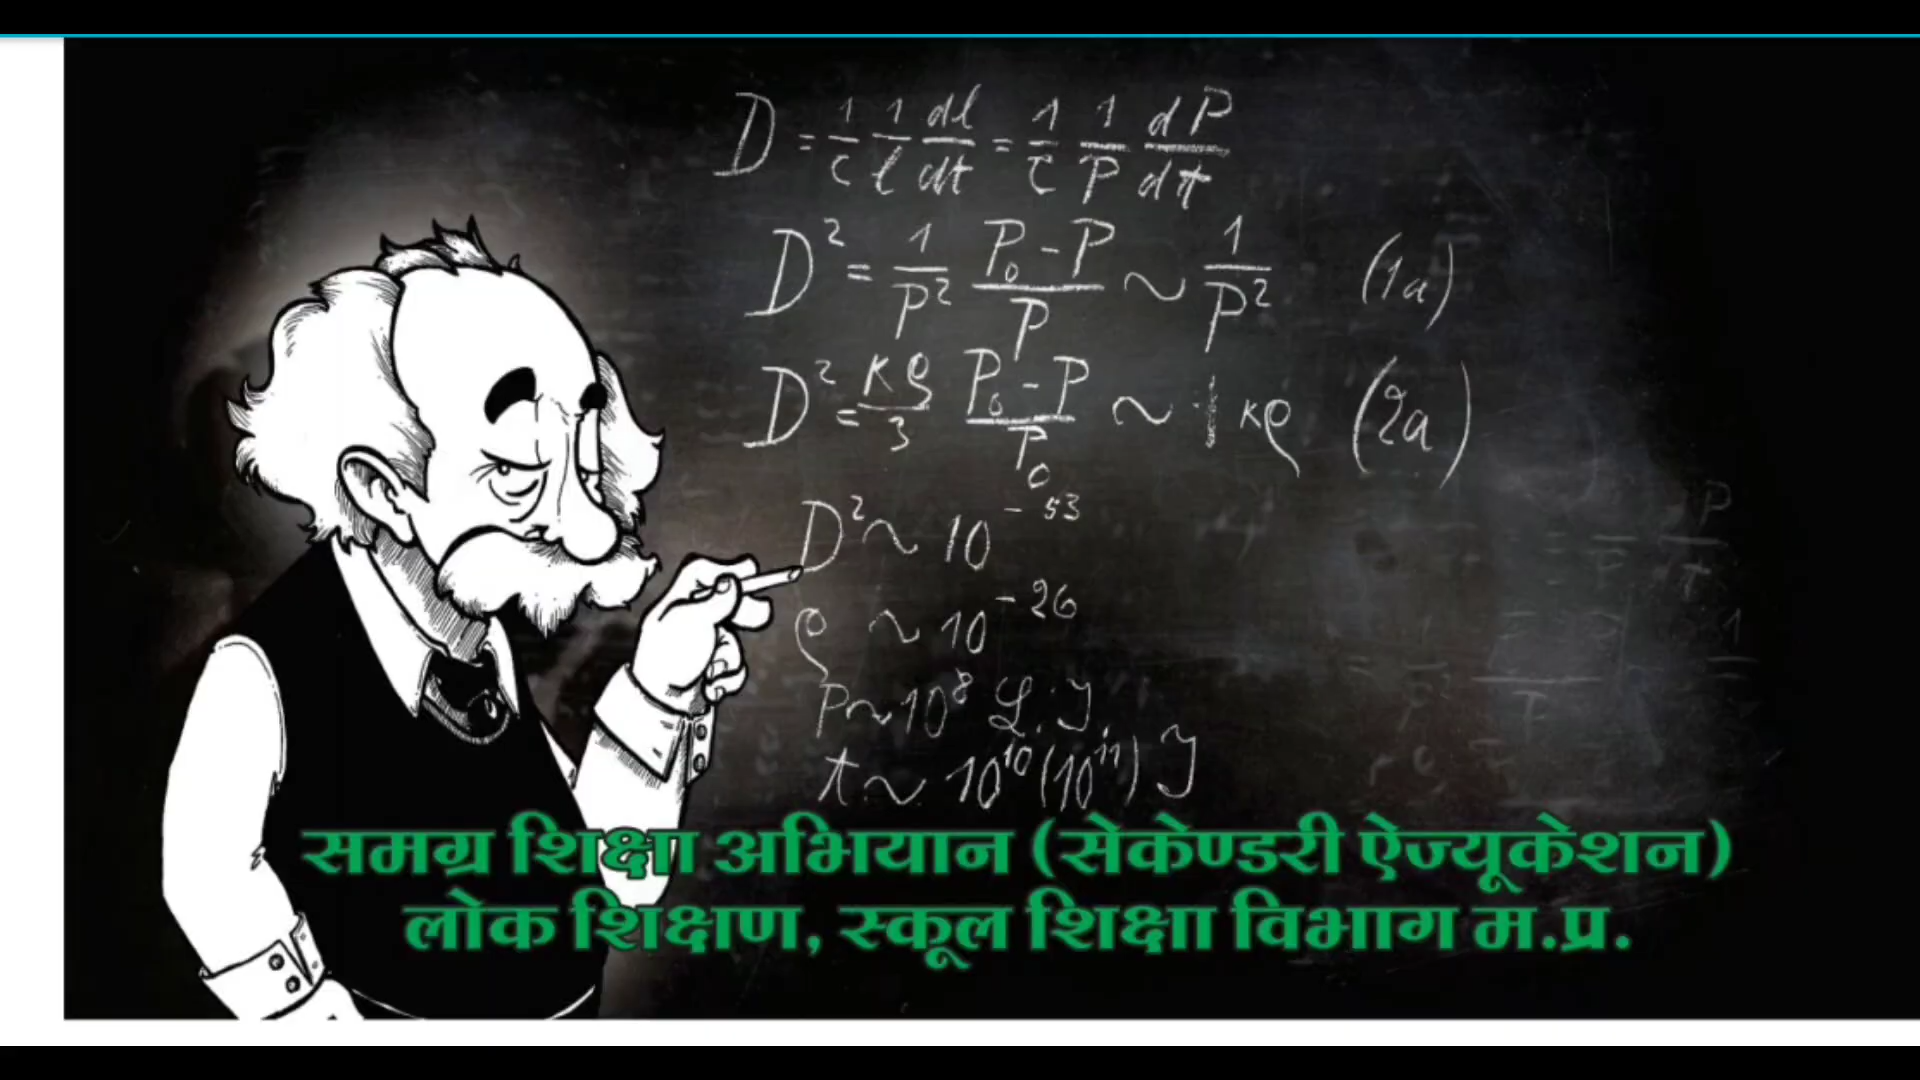 D = 1/c 1/l dl/dt = 1/c 1/P dP/dt
D² = 1/P² (P₀-P)/P ~ 1/P² (1a)
D² = κρ/3 (P₀-P)/P₀ ~ κρ (2a)
D² ~ 10⁻⁵³
ρ ~ 10⁻²⁶
P ~ 10⁸ L.J.
t ~ 10¹⁰(10¹¹) J
समग्र शिक्षा अभियान (सेकेण्डरी ऐज्यूकेशन)
लोक शिक्षण, स्कूल शिक्षा विभाग म.प्र.